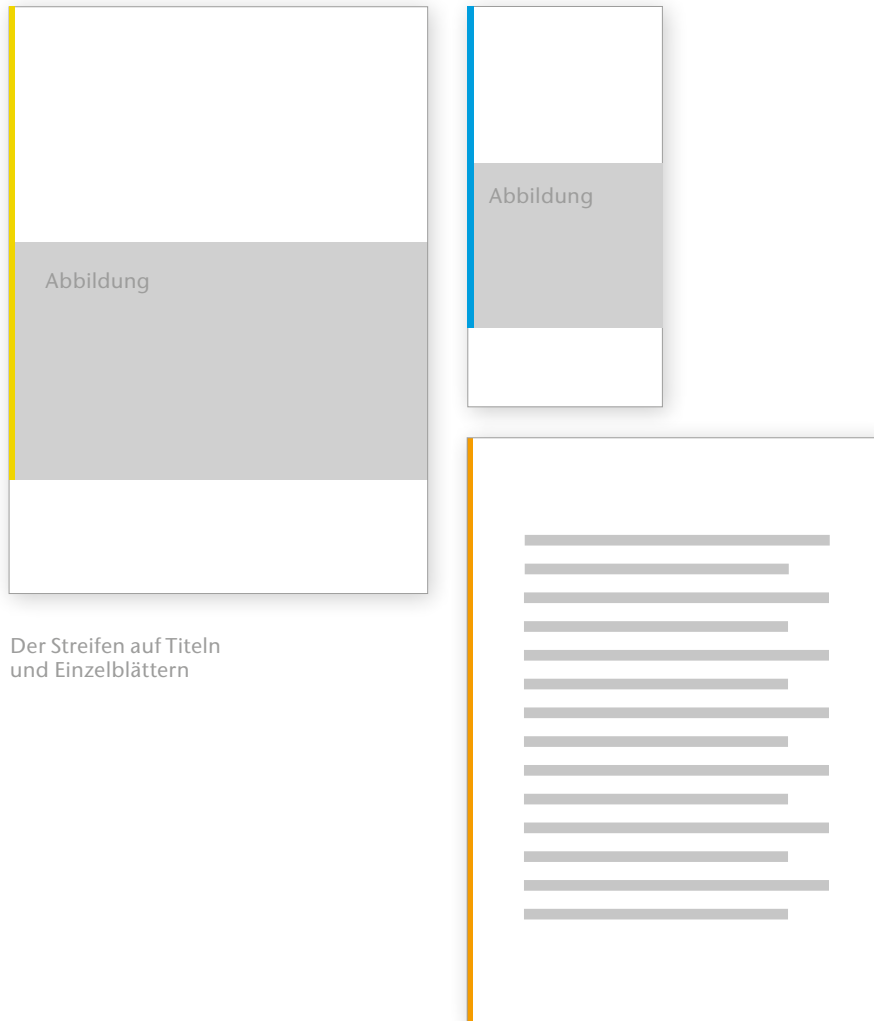 Abbildung
Abbildung
Der Streifen auf Titeln
und Einzelblättern